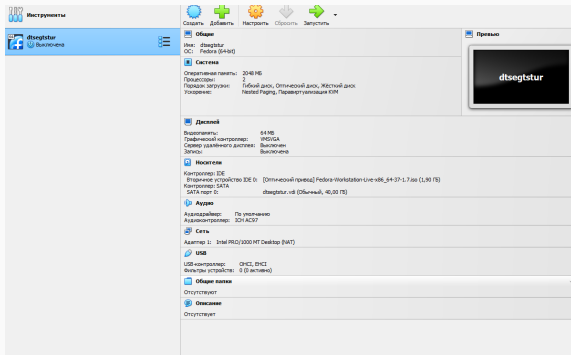 Инструменты
Создать Добавить Настроить Сбросить Запустить
64
dtsegtstur
Выключена
Общие
Имя: dtsegtstur
ОС: Fedora (64-bit)
Превью
dtsegtstur
Система
Оперативная память: 2048 МБ
Процессоры: 2
Порядок загрузки: Гибкий диск, Оптический диск, Жёсткий диск
Ускорение: Nested Paging, Паравиртуализация KVM
Дисплей
Видеопамять: 64 МБ
Графический контроллер: VMSVGA
Сервер удалённого дисплея: Выключен
Запись: Выключена
Носители
Контроллер: IDE
Вторичное устройство IDE 0: [Оптический привод] Fedora-Workstation-Live-x86_64-37-1.7.iso (1,90 ГБ)
Контроллер: SATA
SATA порт 0: dtsegtstur.vdi (Обычный, 40,00 ГБ)
Аудио
Аудиодрайвер: По умолчанию
Аудиоконтроллер: ICH AC97
Сеть
Адаптер 1: Intel PRO/1000 MT Desktop (NAT)
USB
USB-контроллер: OHCI, EHCI
Фильтры устройств: 0 (0 активно)
Общие папки
Отсутствуют
Описание
Отсутствует